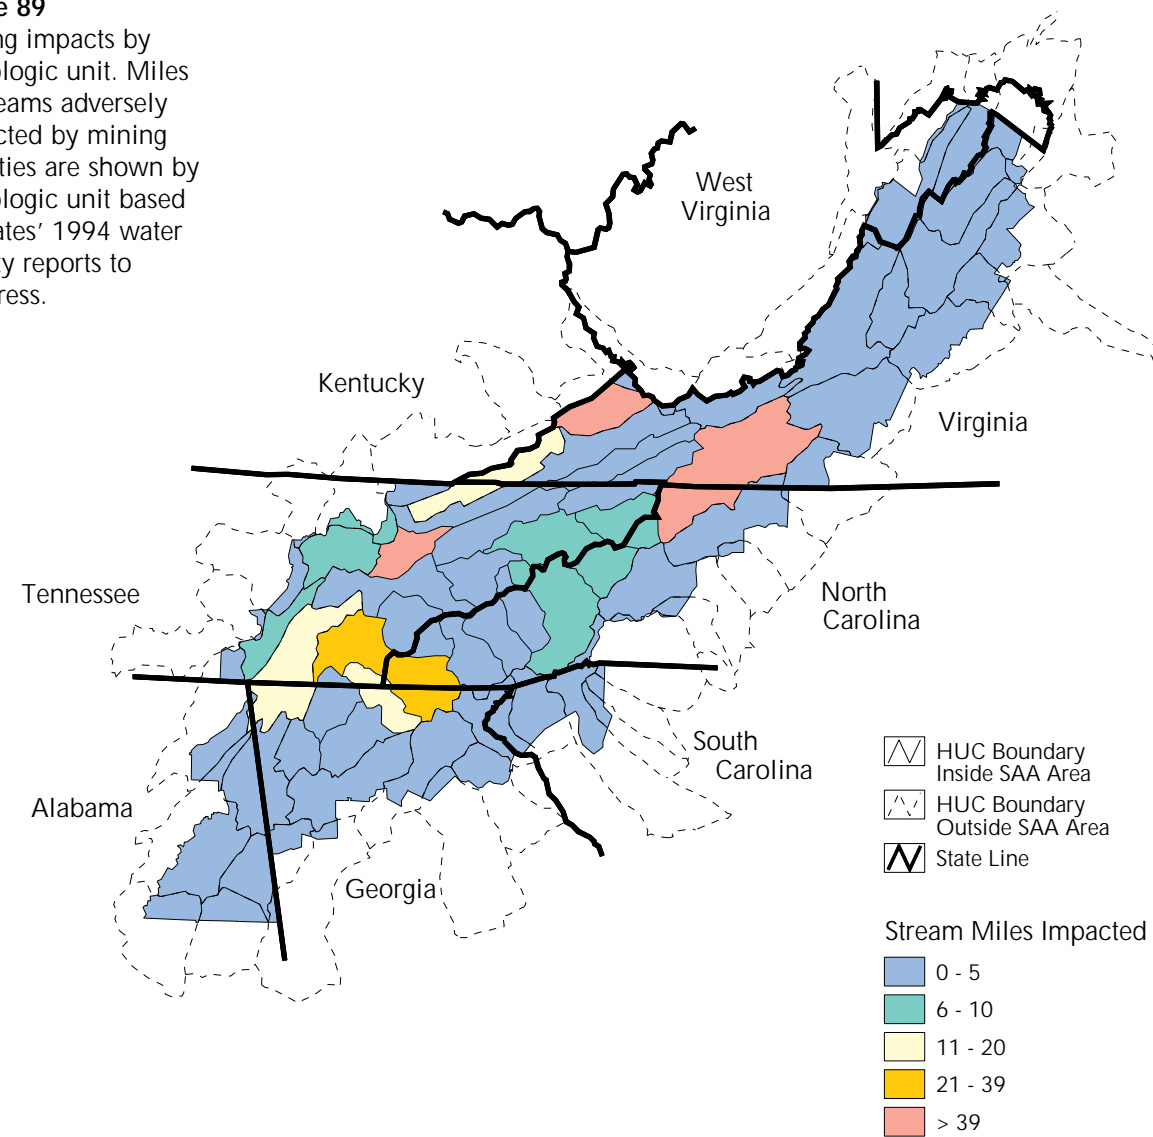 e 89
ng impacts by
ologic unit. Miles
reams adversely
cted by mining
ties are shown by
ologic unit based
ates’ 1994 water
ty reports to
ress.
West
Virginia
Kentucky
Virginia
Tennessee
North
Carolina
South
Carolina
Alabama
Georgia
HUC Boundary
Inside SAA Area
HUC Boundary
Outside SAA Area
State Line
Stream Miles Impacted
0 - 5
6 - 10
11 - 20
21 - 39
> 39